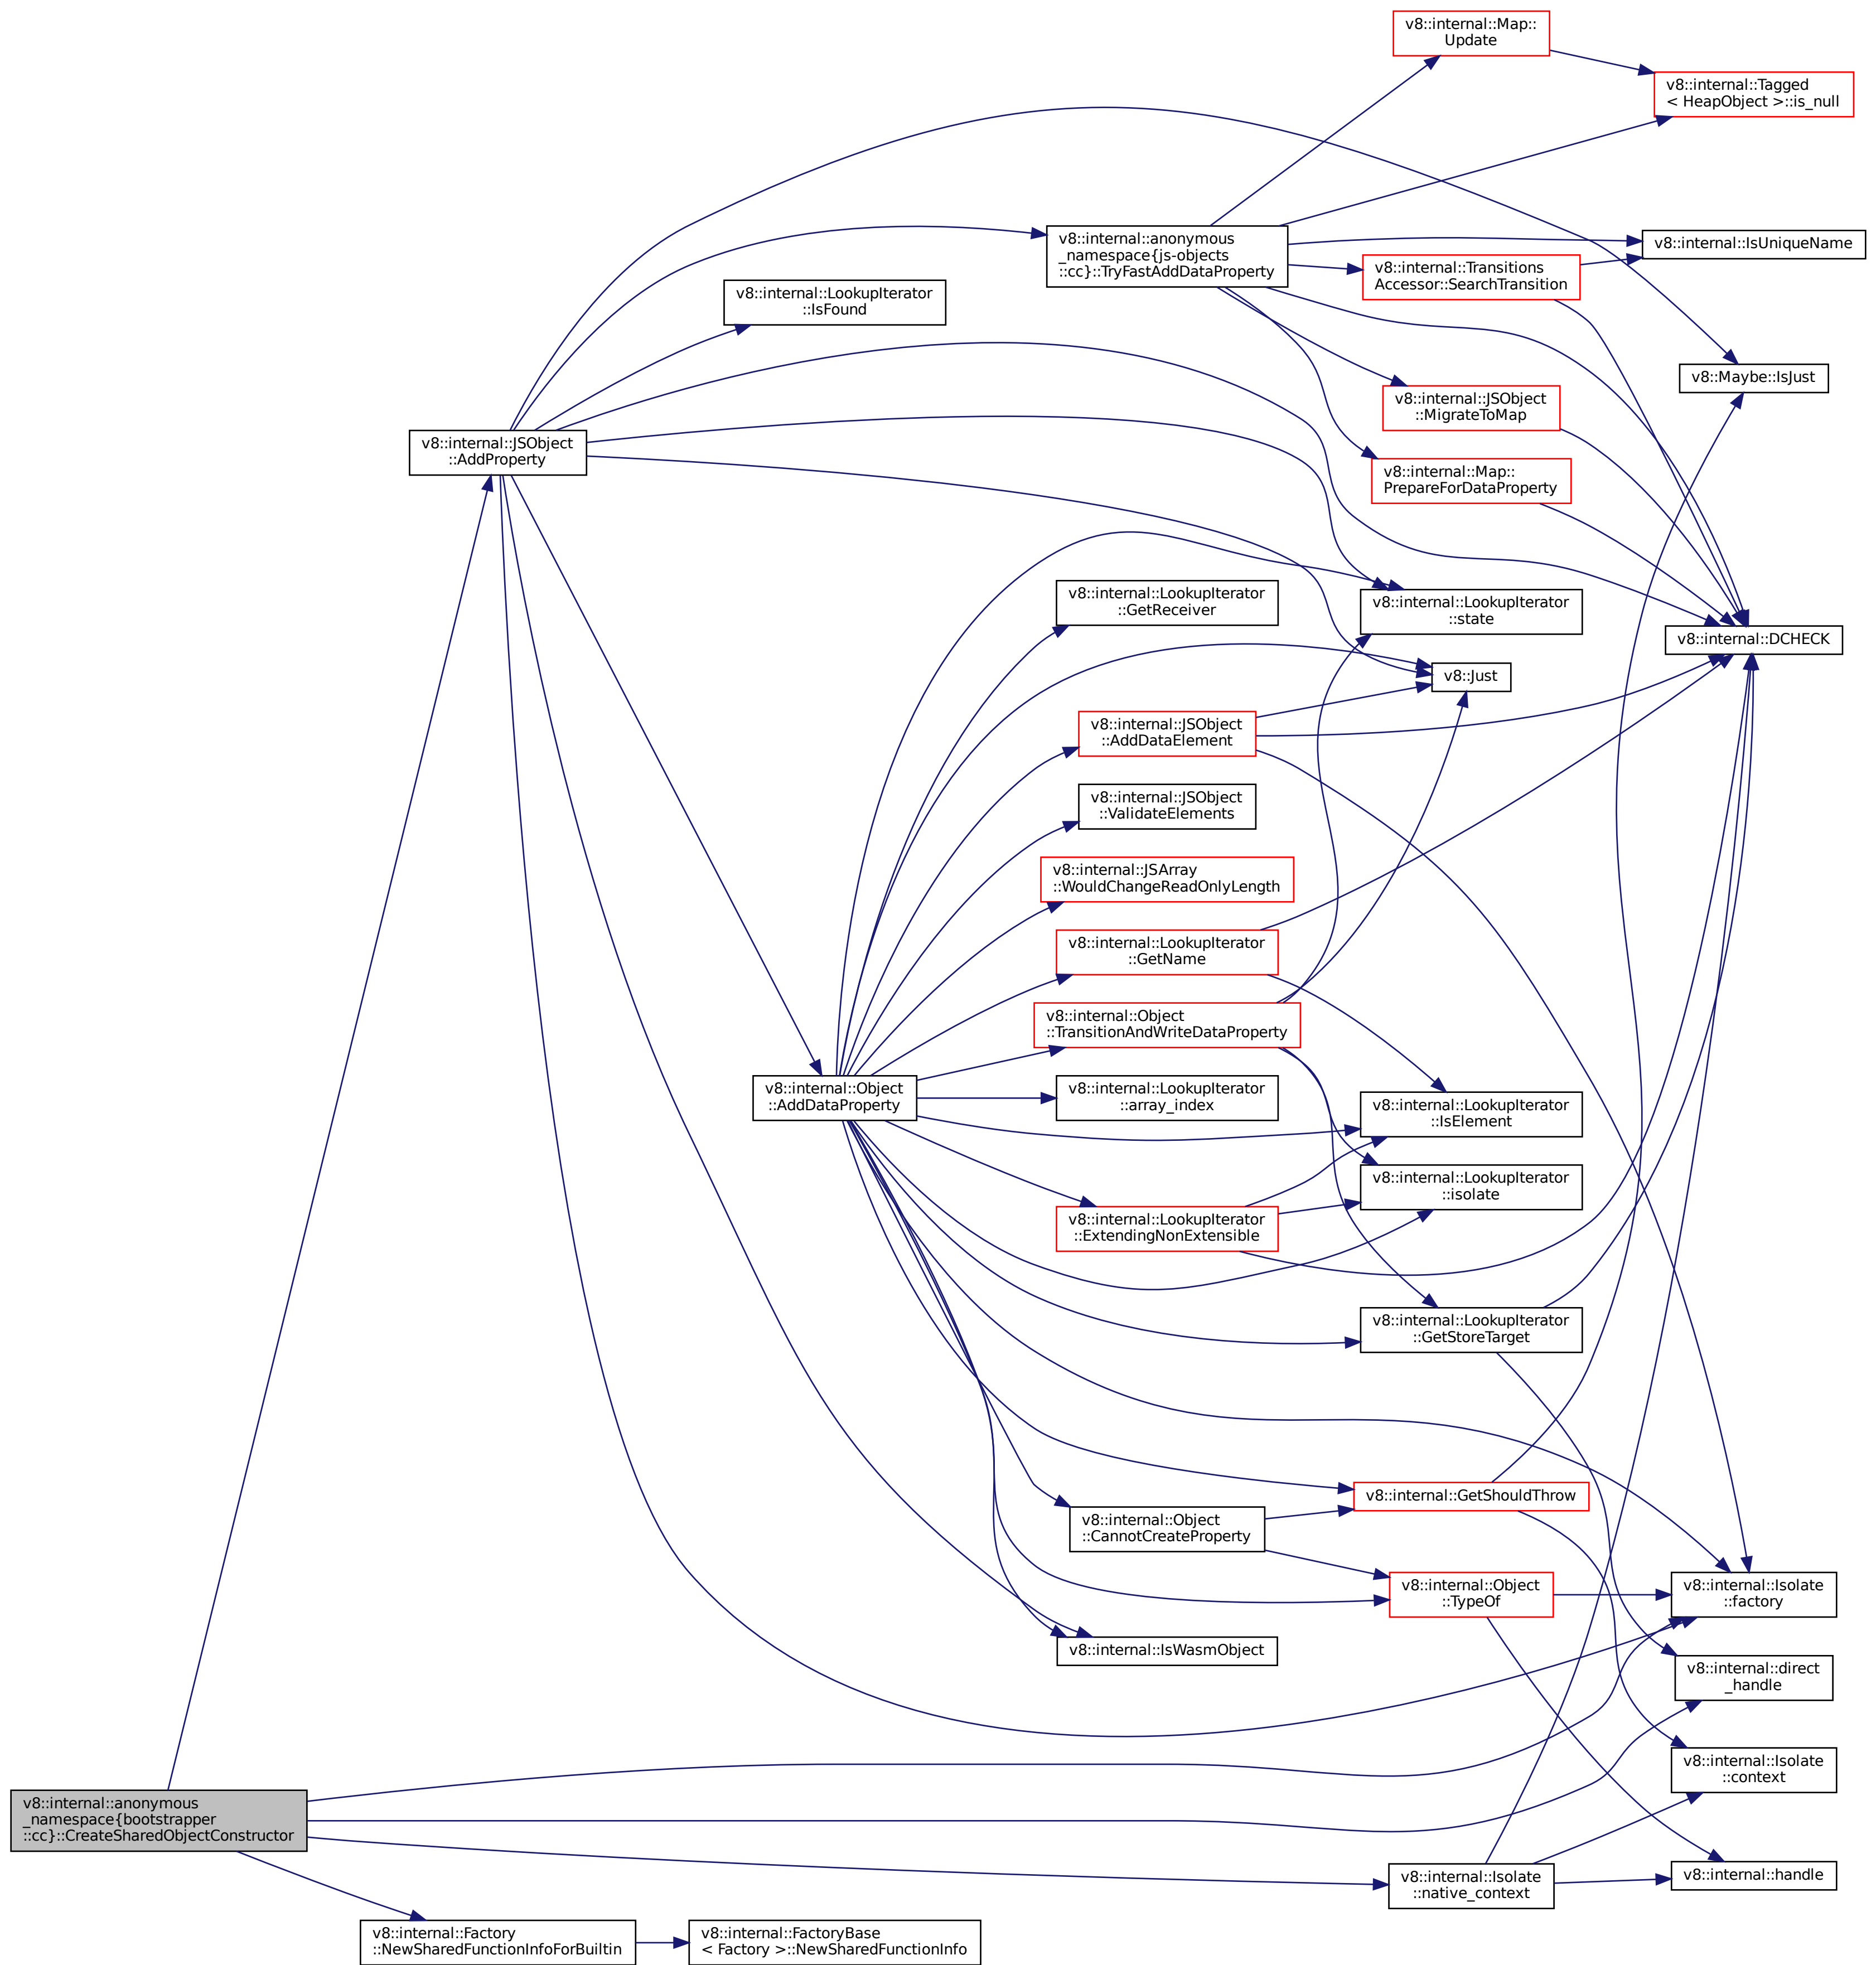 v8::internal::Map::
Update
v8::internal::Tagged
< HeapObject >::is_null
v8::internal::anonymous
_namespace{js-objects
::cc}::TryFastAddDataProperty
v8::internal::IsUniqueName
v8::internal::Transitions
Accessor::SearchTransition
v8::internal::LookupIterator
::IsFound
v8::Maybe::IsJust
v8::internal::JSObject
::MigrateToMap
v8::internal::JSObject
::AddProperty
v8::internal::Map::
PrepareForDataProperty
v8::internal::LookupIterator
::GetReceiver
v8::internal::LookupIterator
::state
v8::internal::DCHECK
v8::Just
v8::internal::JSObject
::AddDataElement
v8::internal::JSObject
::ValidateElements
v8::internal::JSArray
::WouldChangeReadOnlyLength
v8::internal::LookupIterator
::GetName
v8::internal::Object
::TransitionAndWriteDataProperty
v8::internal::Object
::AddDataProperty
v8::internal::LookupIterator
::array_index
v8::internal::LookupIterator
::IsElement
v8::internal::LookupIterator
::isolate
v8::internal::LookupIterator
::ExtendingNonExtensible
v8::internal::LookupIterator
::GetStoreTarget
v8::internal::GetShouldThrow
v8::internal::Object
::CannotCreateProperty
v8::internal::Object
::TypeOf
v8::internal::Isolate
::factory
v8::internal::IsWasmObject
v8::internal::direct
_handle
v8::internal::Isolate
::context
v8::internal::anonymous
_namespace{bootstrapper
::cc}::CreateSharedObjectConstructor
v8::internal::Isolate
::native_context
v8::internal::handle
v8::internal::Factory
::NewSharedFunctionInfoForBuiltin
v8::internal::FactoryBase
< Factory >::NewSharedFunctionInfo